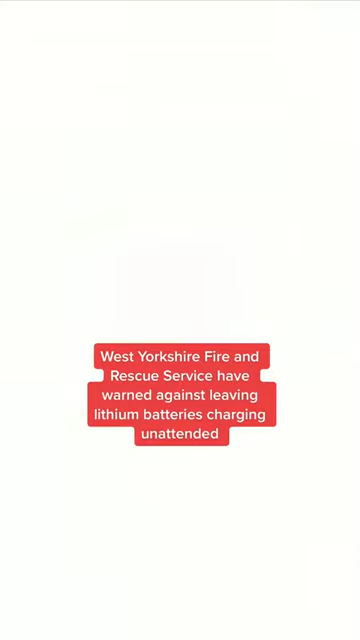 West Yorkshire Fire and
Rescue Service have
warned against leaving
lithium batteries charging
unattended